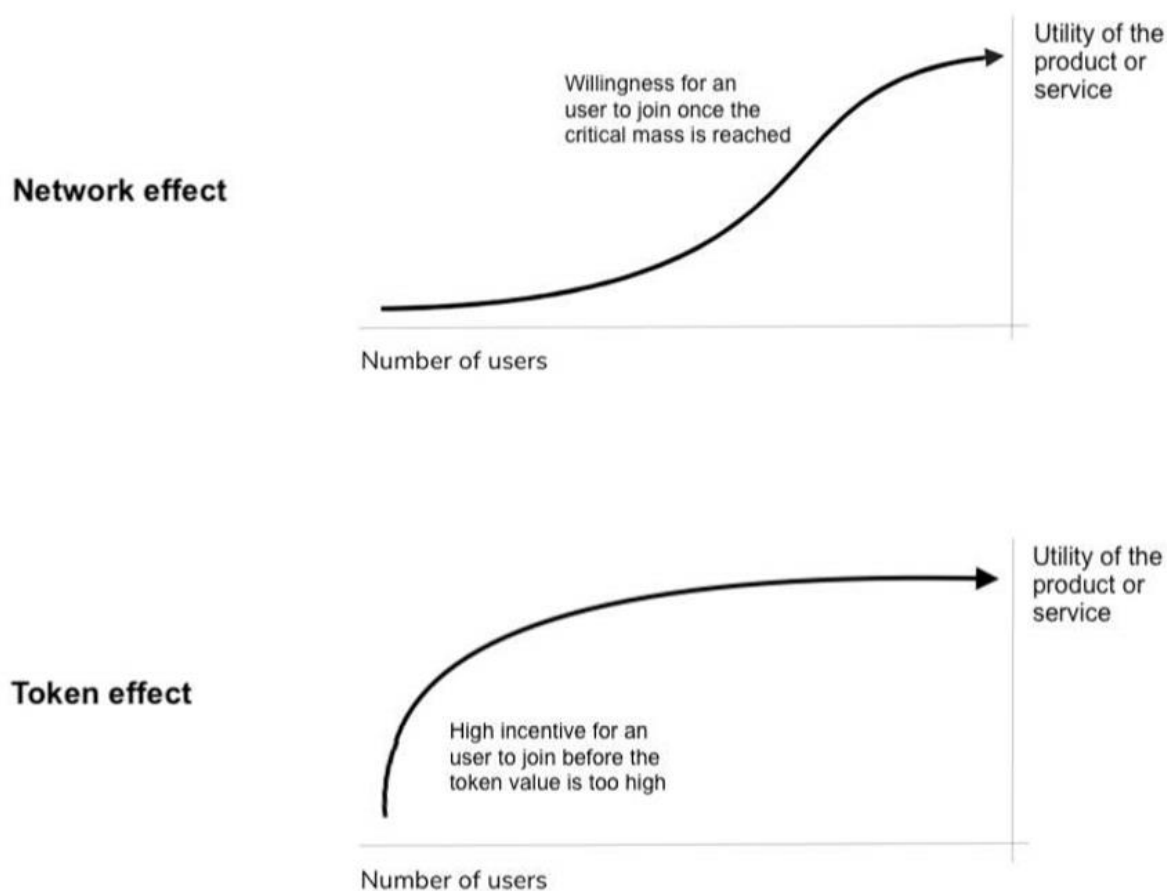 Utility of the
product or
service
Willingness for an
user to join once the
critical mass is reached
Network effect
Number of users
Utility of the
product or
service
Token effect
High incentive for an
user to join before the
token value is too high
Number of users